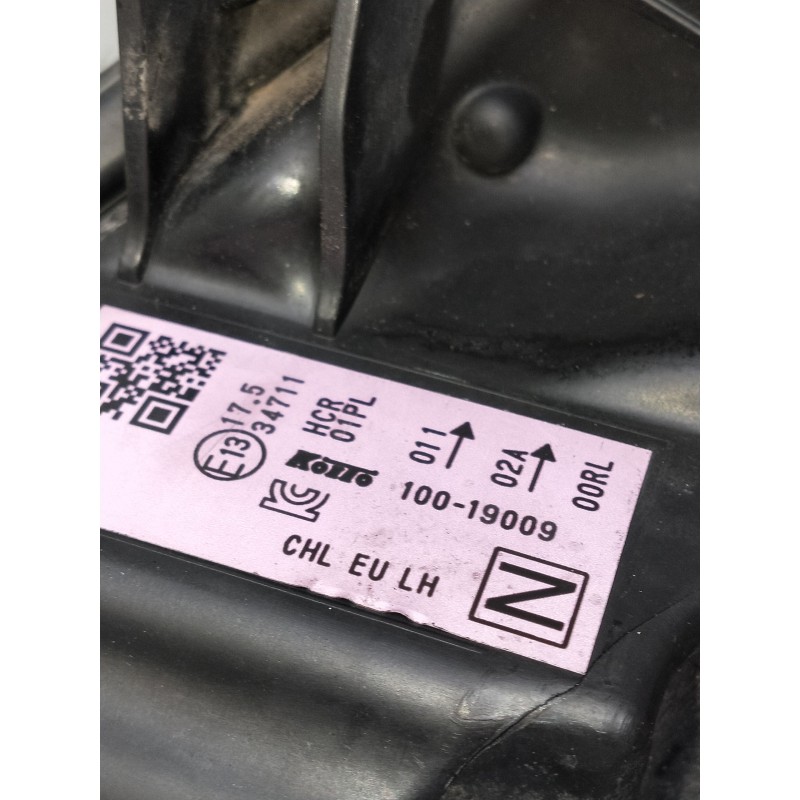 17.5
34711
E13
HCR
01PL
KOITO
011
02A
00RL
100-19009
CHL EU LH
N